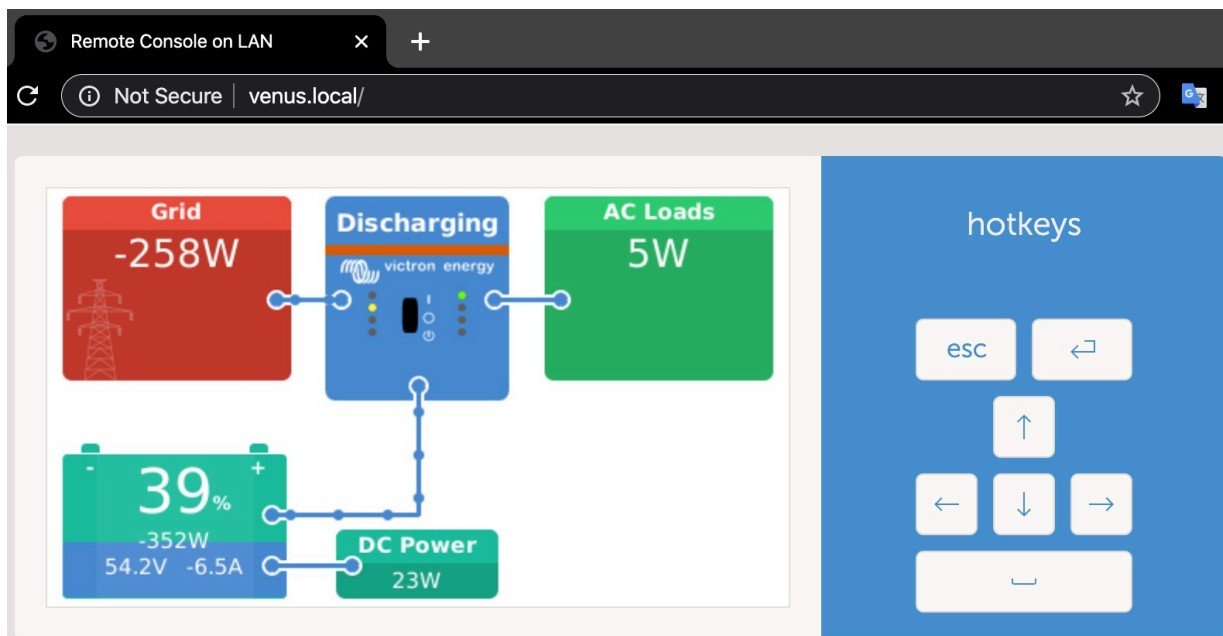 Remote Console on LAN
Not Secure venus.local/
Grid
-258W
Discharging
victron energy
AC Loads
5W
- +
39%
-352W
54.2V -6.5A
DC Power
23W
hotkeys
esc